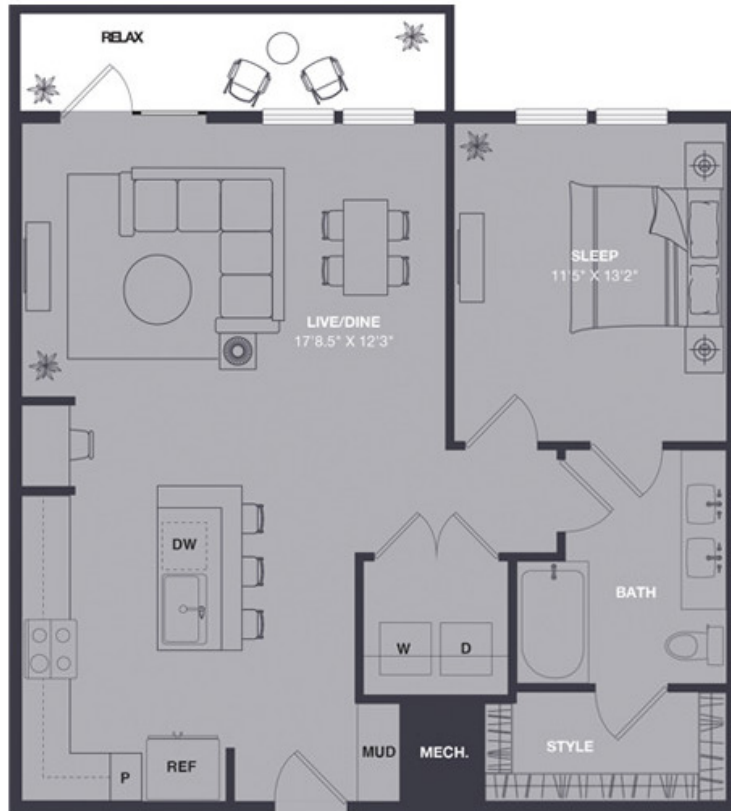 RELAX
SLEEP
11'5" X 13'2"
LIVE/DINE
17'8.5" X 12'3"
DW
BATH
W
D
MUD
MECH.
STYLE
P
REF